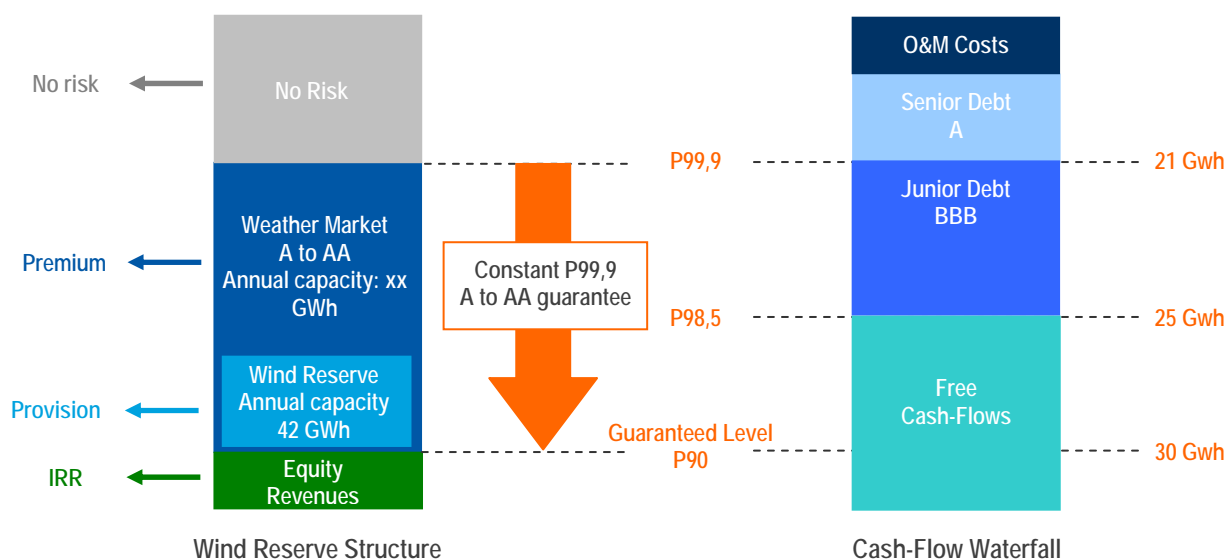 No risk
No Risk
Premium
Weather Market
A to AA
Annual capacity: xx
GWh
Provision
Wind Reserve
Annual capacity
42 GWh
IRR
Equity
Revenues
Wind Reserve Structure
Constant P99,9
A to AA guarantee
P99,9
P98,5
Guaranteed Level
P90
O&M Costs
Senior Debt
A
Junior Debt
BBB
Free
Cash-Flows
21 Gwh
25 Gwh
30 Gwh
Cash-Flow Waterfall